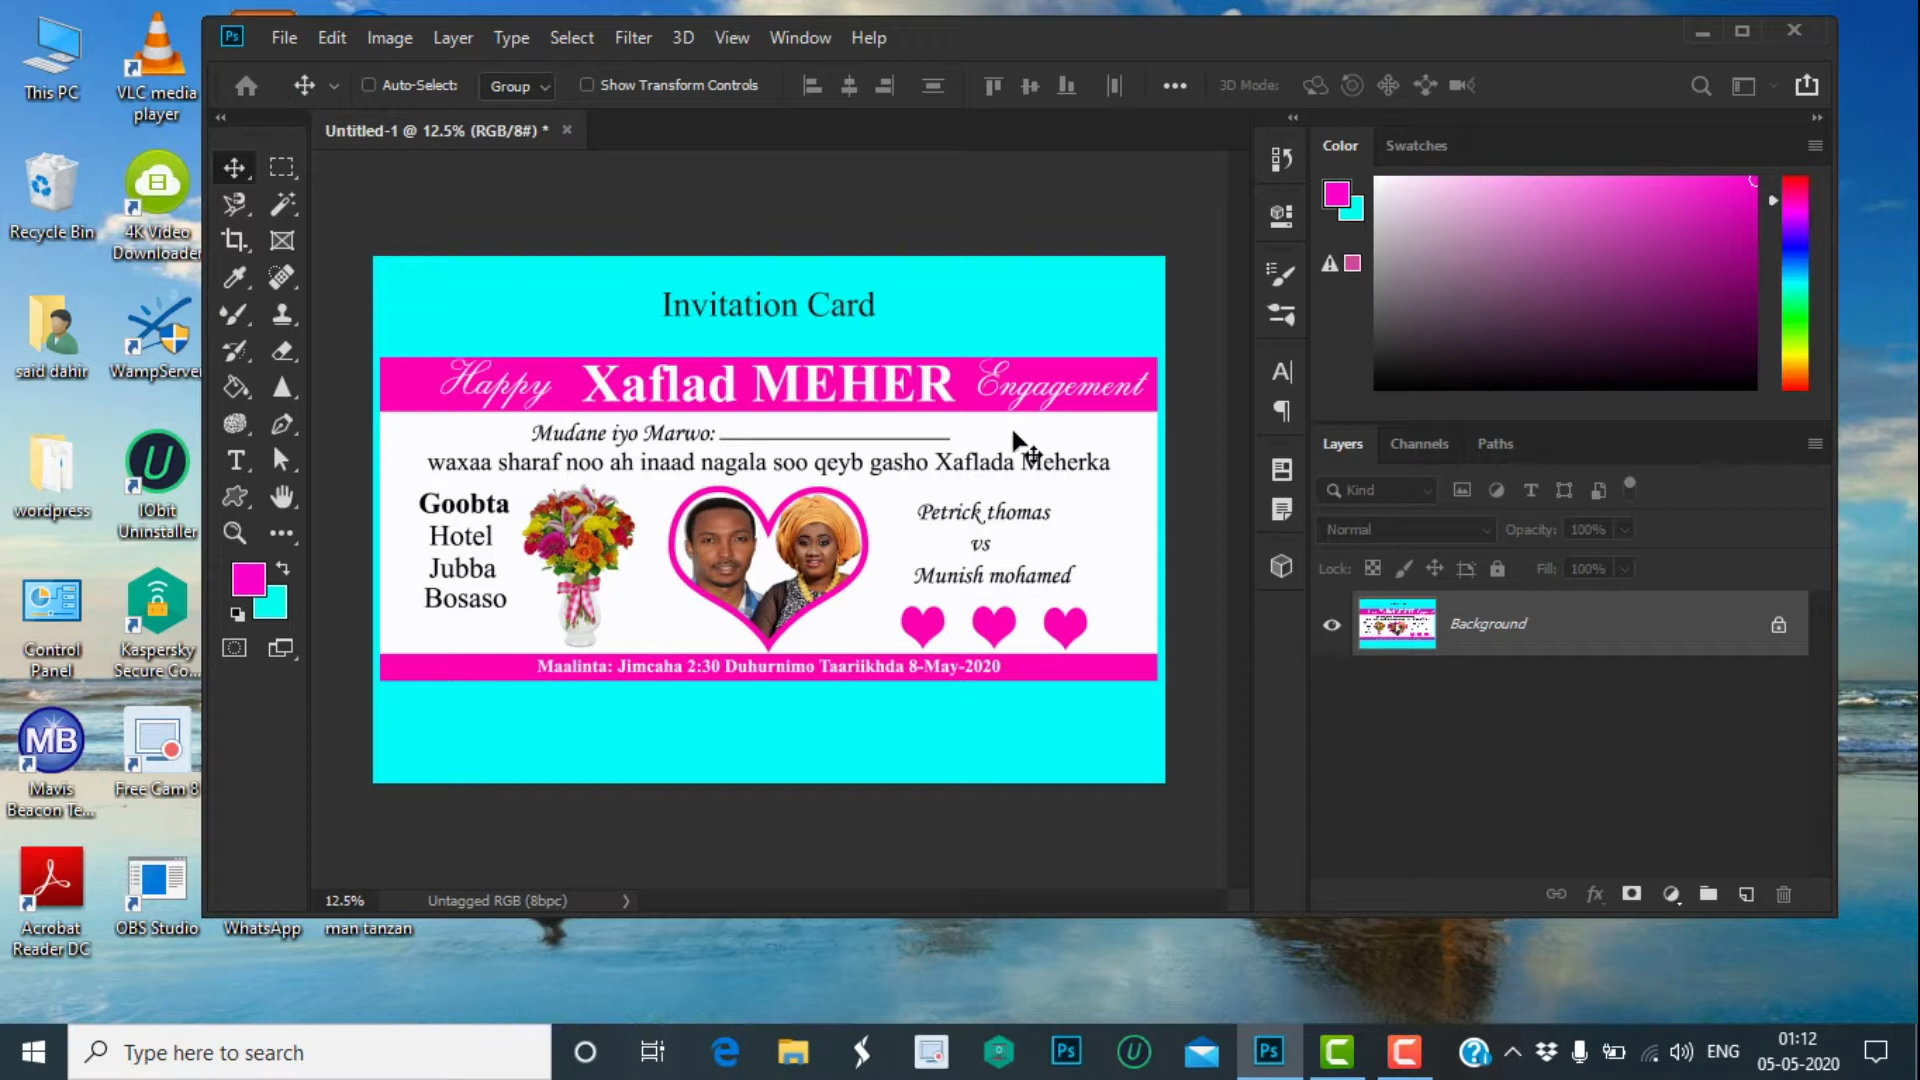 File Edit Image Layer Type Select Filter 3D View Window Help
Auto-Select: Group Show Transform Controls 3D Mode:
Untitled-1 @ 12.5% (RGB/8#) *
Invitation Card
Happy Xaflad MEHER Engagement
Mudane iyo Marwo:
waxaa sharaf noo ah inaad nagala soo qeyb gasho Xaflada Meherka
Goobta
Hotel
Jubba
Bosaso
Petrick thomas
vs
Munish mohamed
Maalinta: Jimcaha 2:30 Duhurnimo Taariikhda 8-May-2020
12.5% Untagged RGB (8bpc)
Color Swatches
Layers Channels Paths
Kind
Normal Opacity: 100%
Lock: Fill: 100%
Background
This PC
VLC media
player
Recycle Bin
4K Video
Downloader
said dahir
WampServer
wordpress
IObit
Uninstaller
Control
Panel
Kaspersky
Secure Co...
Mavis
Beacon Te...
Free Cam 8
Acrobat
Reader DC
OBS Studio
WhatsApp
man tanzan
Type here to search
ENG
01:12
05-05-2020